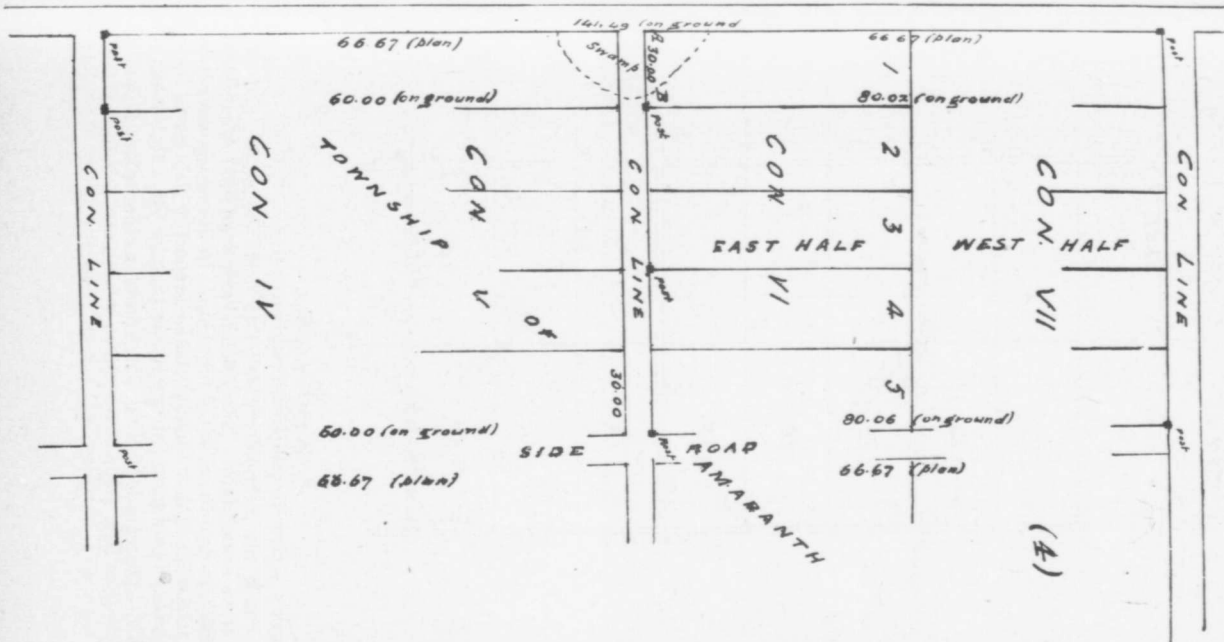 141.49 (on ground
66.67 (plan)
66.67 (plan)
Swamp
A 30.00 B
post
post
60.00 (on ground)
80.02 (on ground)
post
post
1
2
3
4
5
CON LINE
CON. IV
TOWNSHIP
CON V
OF
CON LINE
CON VI
CON. VII
CON LINE
EAST HALF
WEST HALF
post
30.00
60.00 (on ground)
80.06 (on ground)
post
SIDE ROAD
post
post
66.67 (plan)
66.67 (plan)
AMARANTH